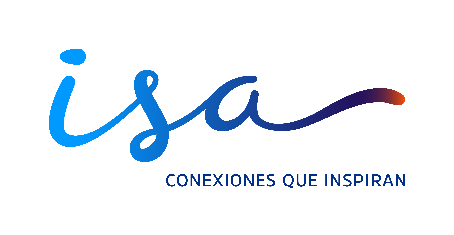 isa
CONEXIONES QUE INSPIRAN